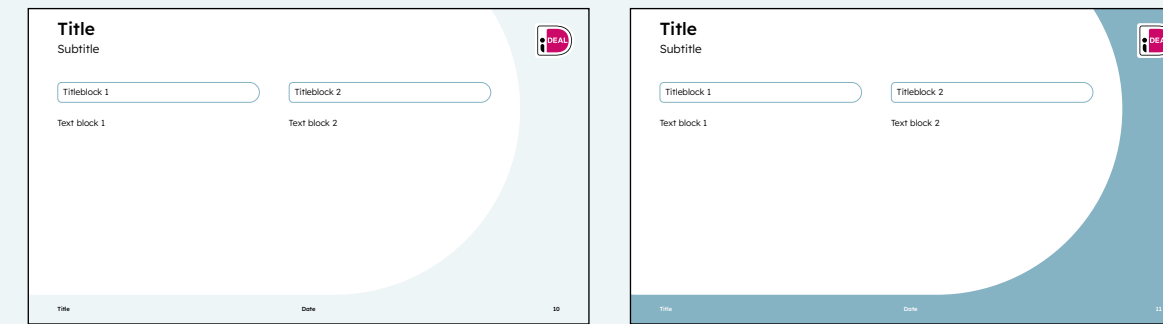 Title
Subtitle
iDEAL
Titleblock 1
Titleblock 2
Text block 1
Text block 2
Title
Date
10
Title
Subtitle
Titleblock 1
Titleblock 2
Text block 1
Text block 2
Title
Date
11